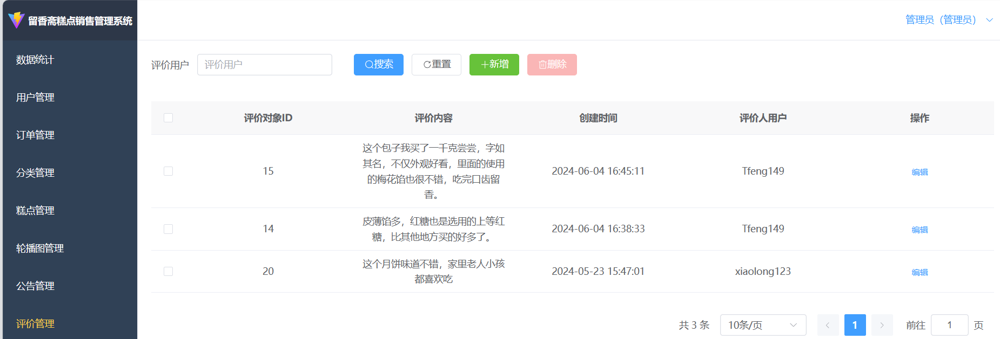 留香斋糕点销售管理系统
管理员（管理员）
数据统计
用户管理
订单管理
分类管理
糕点管理
轮播图管理
公告管理
评价管理
评价用户 评价用户 搜索 重置 新增 删除
评价对象ID 评价内容 创建时间 评价人用户 操作
这个包子我买了一千克尝尝，字如
其名，不仅外观好看，里面的使用
的梅花馅也很不错，吃完口齿留
香。
15 2024-06-04 16:45:11 Tfeng149 编辑
皮薄馅多，红糖也是选用的上等红
糖，比其他地方买的好多了。
14 2024-06-04 16:38:33 Tfeng149 编辑
这个月饼味道不错，家里老人小孩
都喜欢吃
20 2024-05-23 15:47:01 xiaolong123 编辑
共 3 条 10条/页 1 前往 1 页